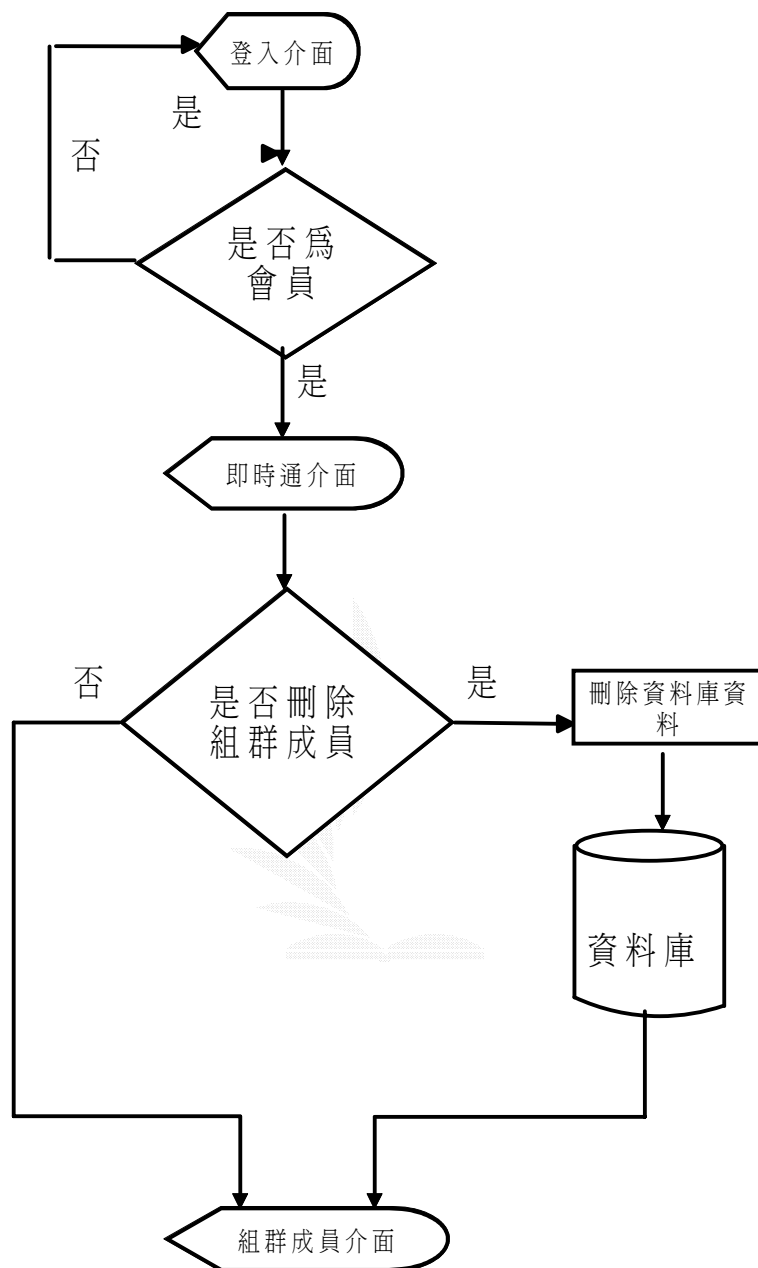 登入介面
是
否
是否為
會員
是
即時通介面
否
是
是否刪除
組群成員
刪除資料庫資
料
資料庫
組群成員介面